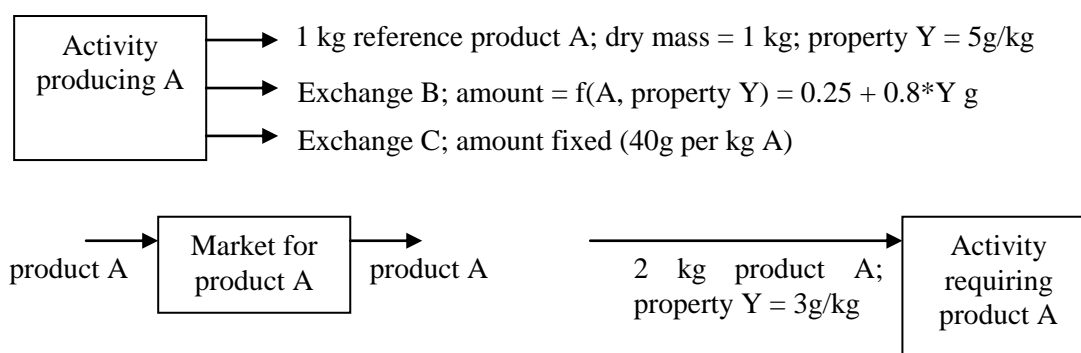 Activity
producing A
1 kg reference product A; dry mass = 1 kg; property Y = 5g/kg
Exchange B; amount = f(A, property Y) = 0.25 + 0.8*Y g
Exchange C; amount fixed (40g per kg A)
product A
Market for
product A
product A
2 kg product A;
property Y = 3g/kg
Activity
requiring
product A